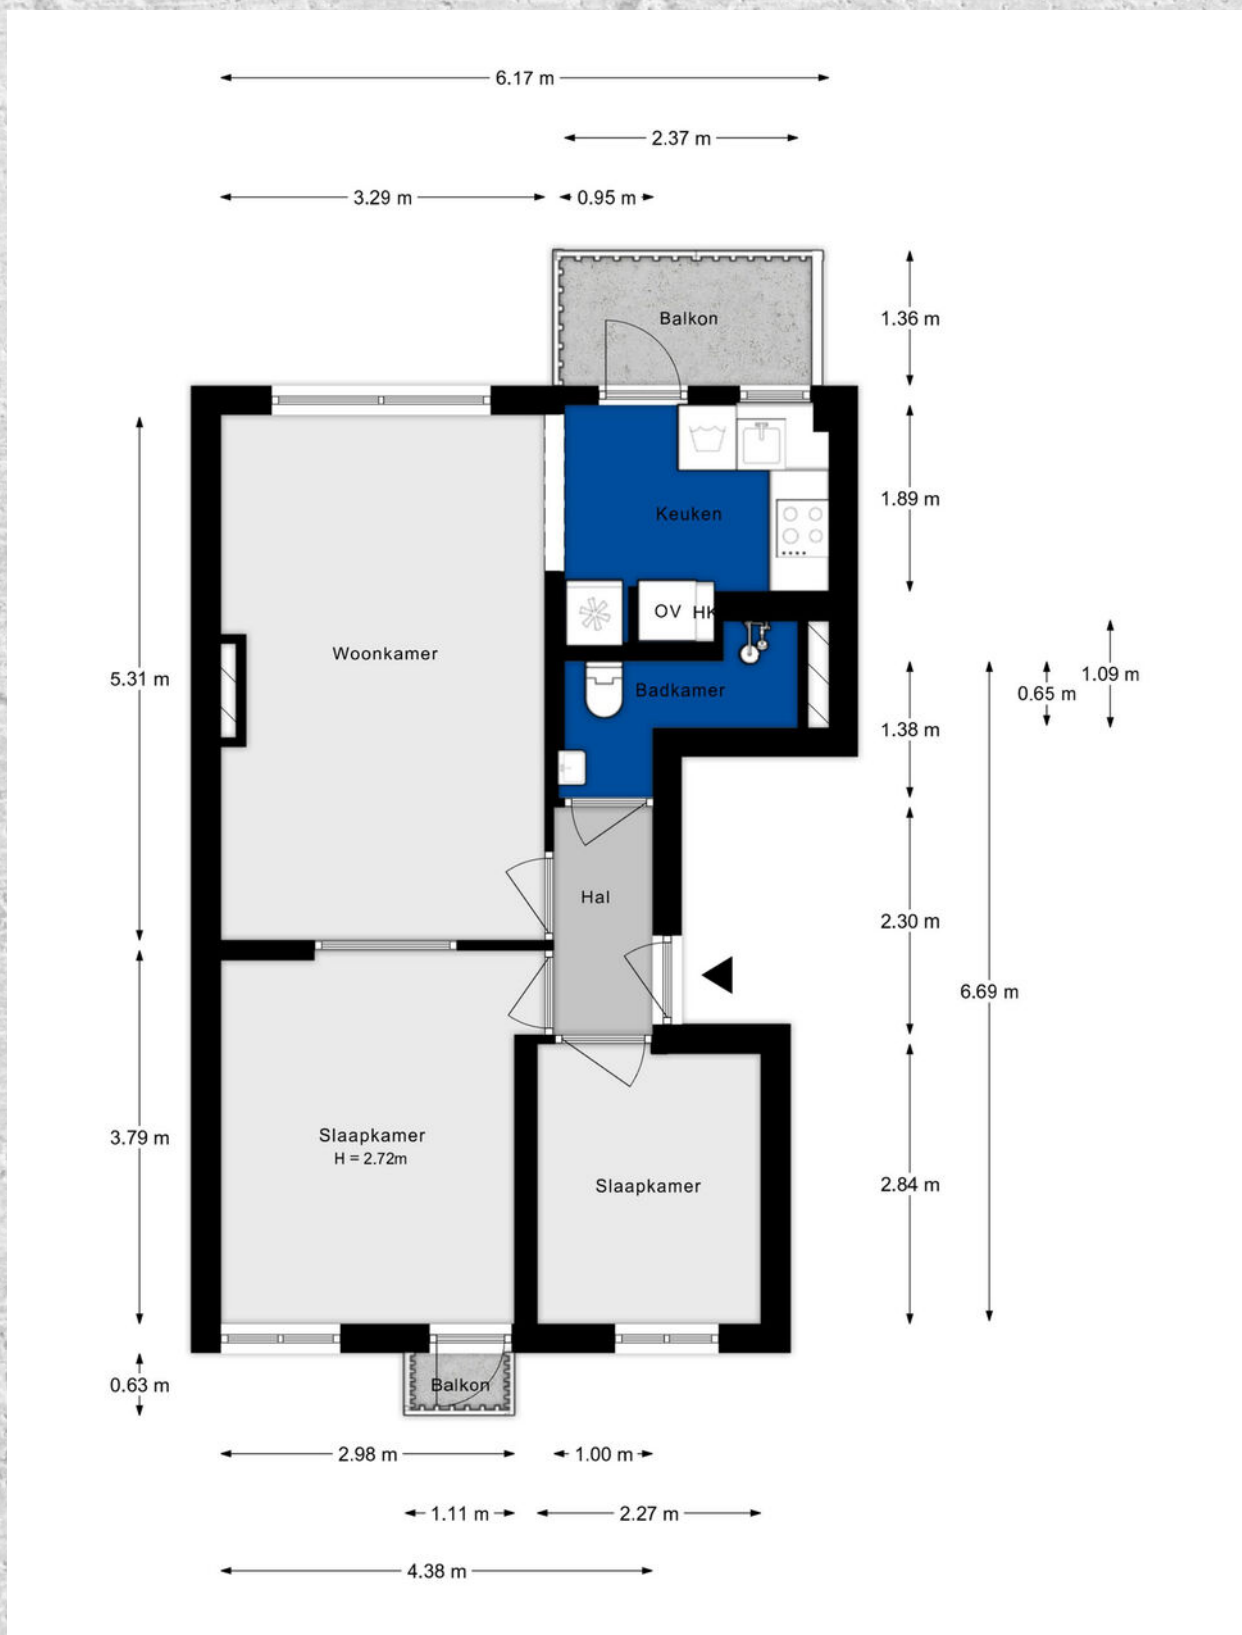 6.17 m
2.37 m
3.29 m
0.95 m
Balkon
1.36 m
1.89 m
Keuken
OV
HK
Woonkamer
5.31 m
Badkamer
1.09 m
0.65 m
1.38 m
Hal
2.30 m
6.69 m
Slaapkamer
H = 2.72m
3.79 m
Slaapkamer
2.84 m
Balkon
0.63 m
2.98 m
1.00 m
1.11 m
2.27 m
4.38 m